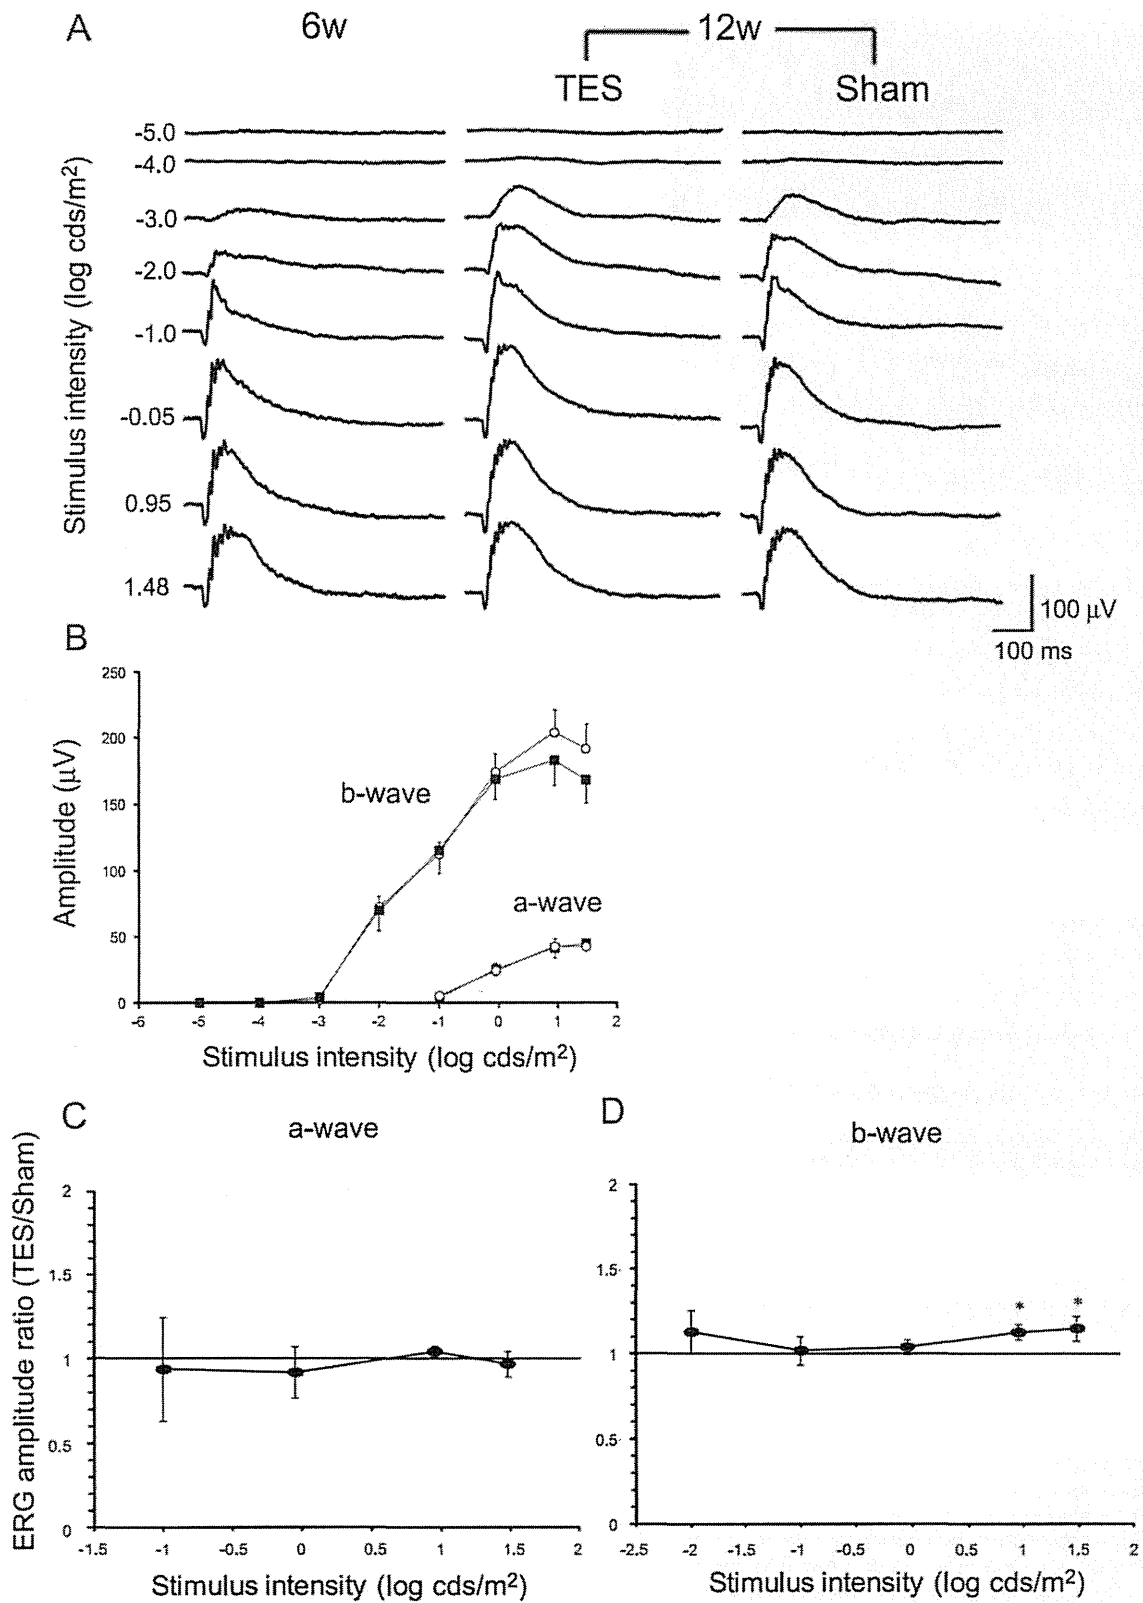 A
6w
12w
TES
Sham
Stimulus intensity (log cds/m²)
-5.0
-4.0
-3.0
-2.0
-1.0
-0.05
0.95
1.48
100 µV
100 ms
B
Amplitude (µV)
250
200
150
100
50
0
b-wave
a-wave
-6 -5 -4 -3 -2 -1 0 1 2
Stimulus intensity (log cds/m²)
C
a-wave
ERG amplitude ratio (TES/Sham)
2
1.5
1
0.5
0
-1.5 -1 -0.5 0 0.5 1 1.5 2
Stimulus intensity (log cds/m²)
D
b-wave
2
1.5
1
0.5
0
* *
-2.5 -2 -1.5 -1 -0.5 0 0.5 1 1.5 2
Stimulus intensity (log cds/m²)